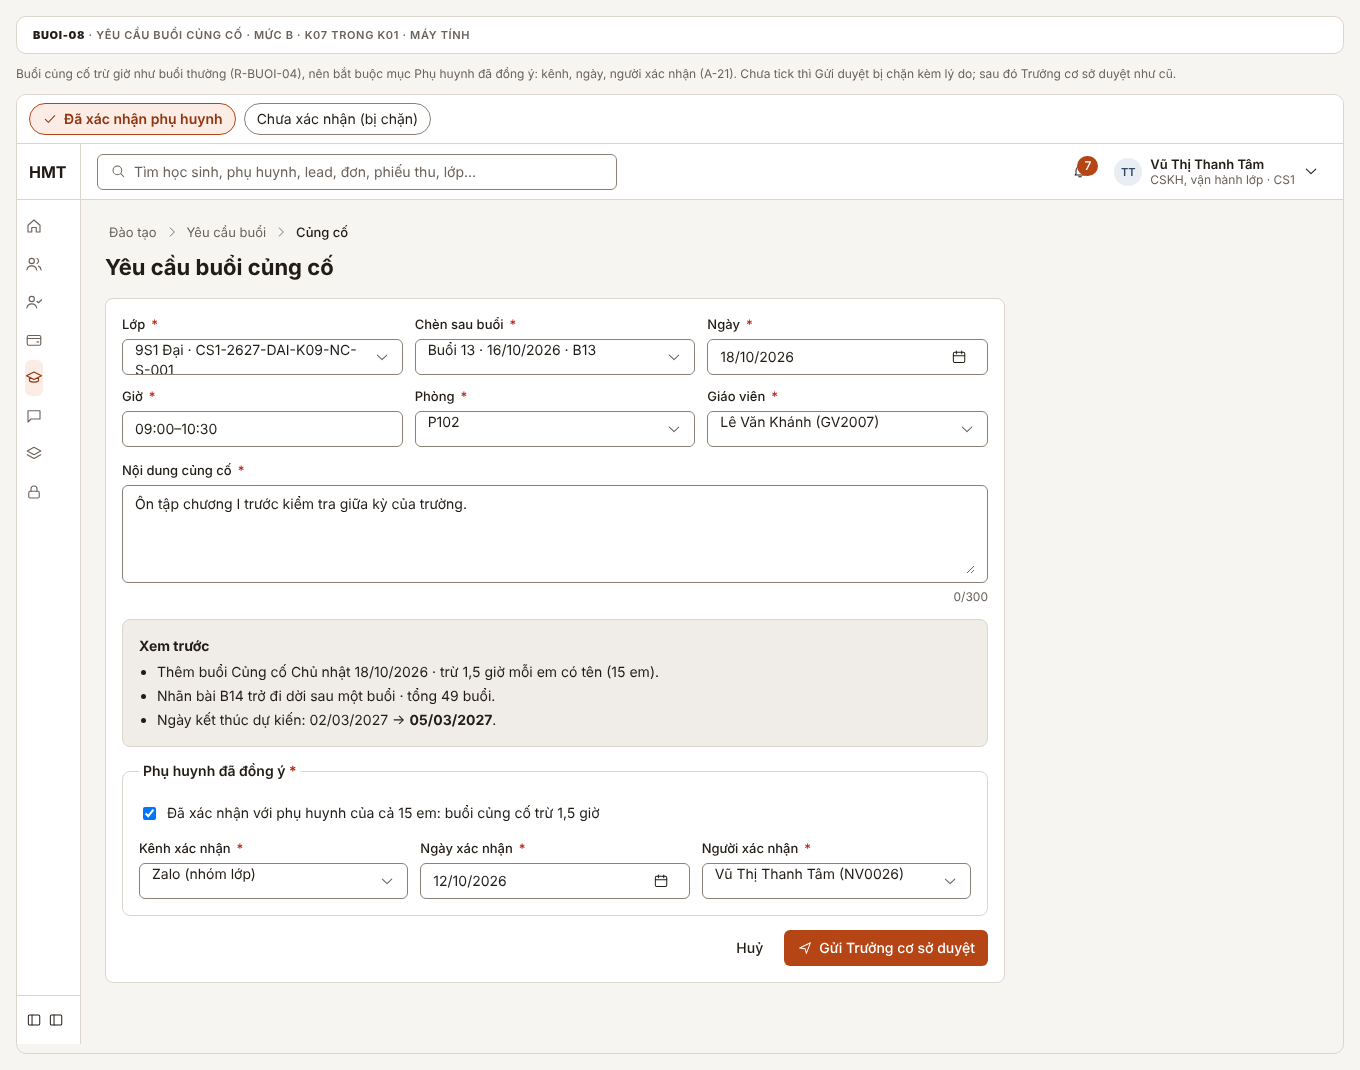 BUOI-08 · YÊU CẦU BUỔI CỦNG CỐ · MỨC B · K07 TRONG K01 · MÁY TÍNH
Buổi củng cố trừ giờ như buổi thường (R-BUOI-04), nên bắt buộc mục Phụ huynh đã đồng ý: kênh, ngày, người xác nhận (A-21). Chưa tick thì Gửi duyệt bị chặn kèm lý do; sau đó Trưởng cơ sở duyệt như cũ.
Đã xác nhận phụ huynh
Chưa xác nhận (bị chặn)
HMT
Tìm học sinh, phụ huynh, lead, đơn, phiếu thu, lớp...
7
TT
Vũ Thị Thanh Tâm
CSKH, vận hành lớp · CS1
Đào tạo > Yêu cầu buổi > Củng cố
Yêu cầu buổi củng cố
Lớp * Chèn sau buổi * Ngày *
9S1 Đại · CS1-2627-DAI-K09-NC-
S-001
Buổi 13 · 16/10/2026 · B13
18/10/2026
Giờ * Phòng * Giáo viên *
09:00–10:30
P102
Lê Văn Khánh (GV2007)
Nội dung củng cố *
Ôn tập chương I trước kiểm tra giữa kỳ của trường.
0/300
Xem trước
• Thêm buổi Củng cố Chủ nhật 18/10/2026 · trừ 1,5 giờ mỗi em có tên (15 em).
• Nhãn bài B14 trở đi dời sau một buổi · tổng 49 buổi.
• Ngày kết thúc dự kiến: 02/03/2027 → 05/03/2027.
Phụ huynh đã đồng ý *
Đã xác nhận với phụ huynh của cả 15 em: buổi củng cố trừ 1,5 giờ
Kênh xác nhận * Ngày xác nhận * Người xác nhận *
Zalo (nhóm lớp)
12/10/2026
Vũ Thị Thanh Tâm (NV0026)
Huỷ
Gửi Trưởng cơ sở duyệt